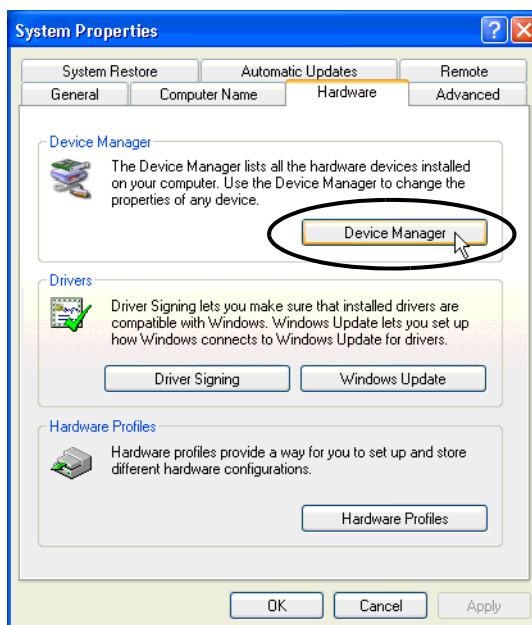 System Properties
System Restore Automatic Updates Remote
General Computer Name Hardware Advanced
Device Manager
The Device Manager lists all the hardware devices installed
on your computer. Use the Device Manager to change the
properties of any device.
Device Manager
Drivers
Driver Signing lets you make sure that installed drivers are
compatible with Windows. Windows Update lets you set up
how Windows connects to Windows Update for drivers.
Driver Signing Windows Update
Hardware Profiles
Hardware profiles provide a way for you to set up and store
different hardware configurations.
Hardware Profiles
OK Cancel Apply